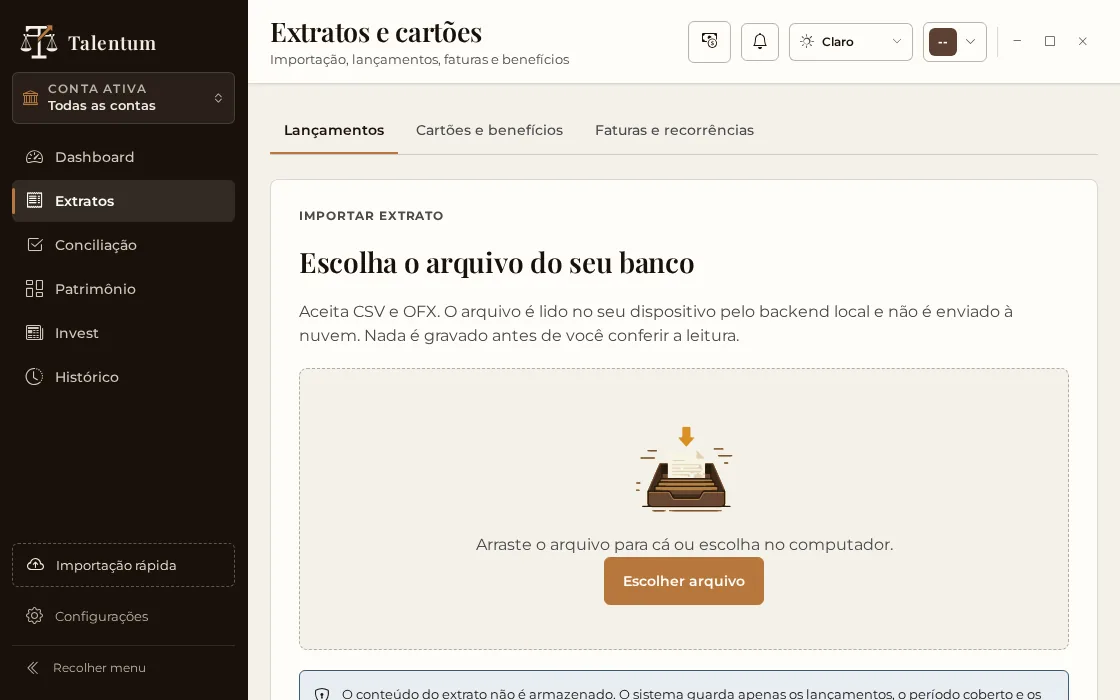 Talentum
CONTA ATIVA
Todas as contas
Dashboard
Extratos
Conciliação
Patrimônio
Invest
Histórico
Importação rápida
Configurações
Recolher menu
Extratos e cartões
Importação, lançamentos, faturas e benefícios
Claro
--
Lançamentos
Cartões e benefícios
Faturas e recorrências
IMPORTAR EXTRATO
Escolha o arquivo do seu banco
Aceita CSV e OFX. O arquivo é lido no seu dispositivo pelo backend local e não é enviado à
nuvem. Nada é gravado antes de você conferir a leitura.
Arraste o arquivo para cá ou escolha no computador.
Escolher arquivo
O conteúdo do extrato não é armazenado. O sistema guarda apenas os lançamentos, o período coberto e os